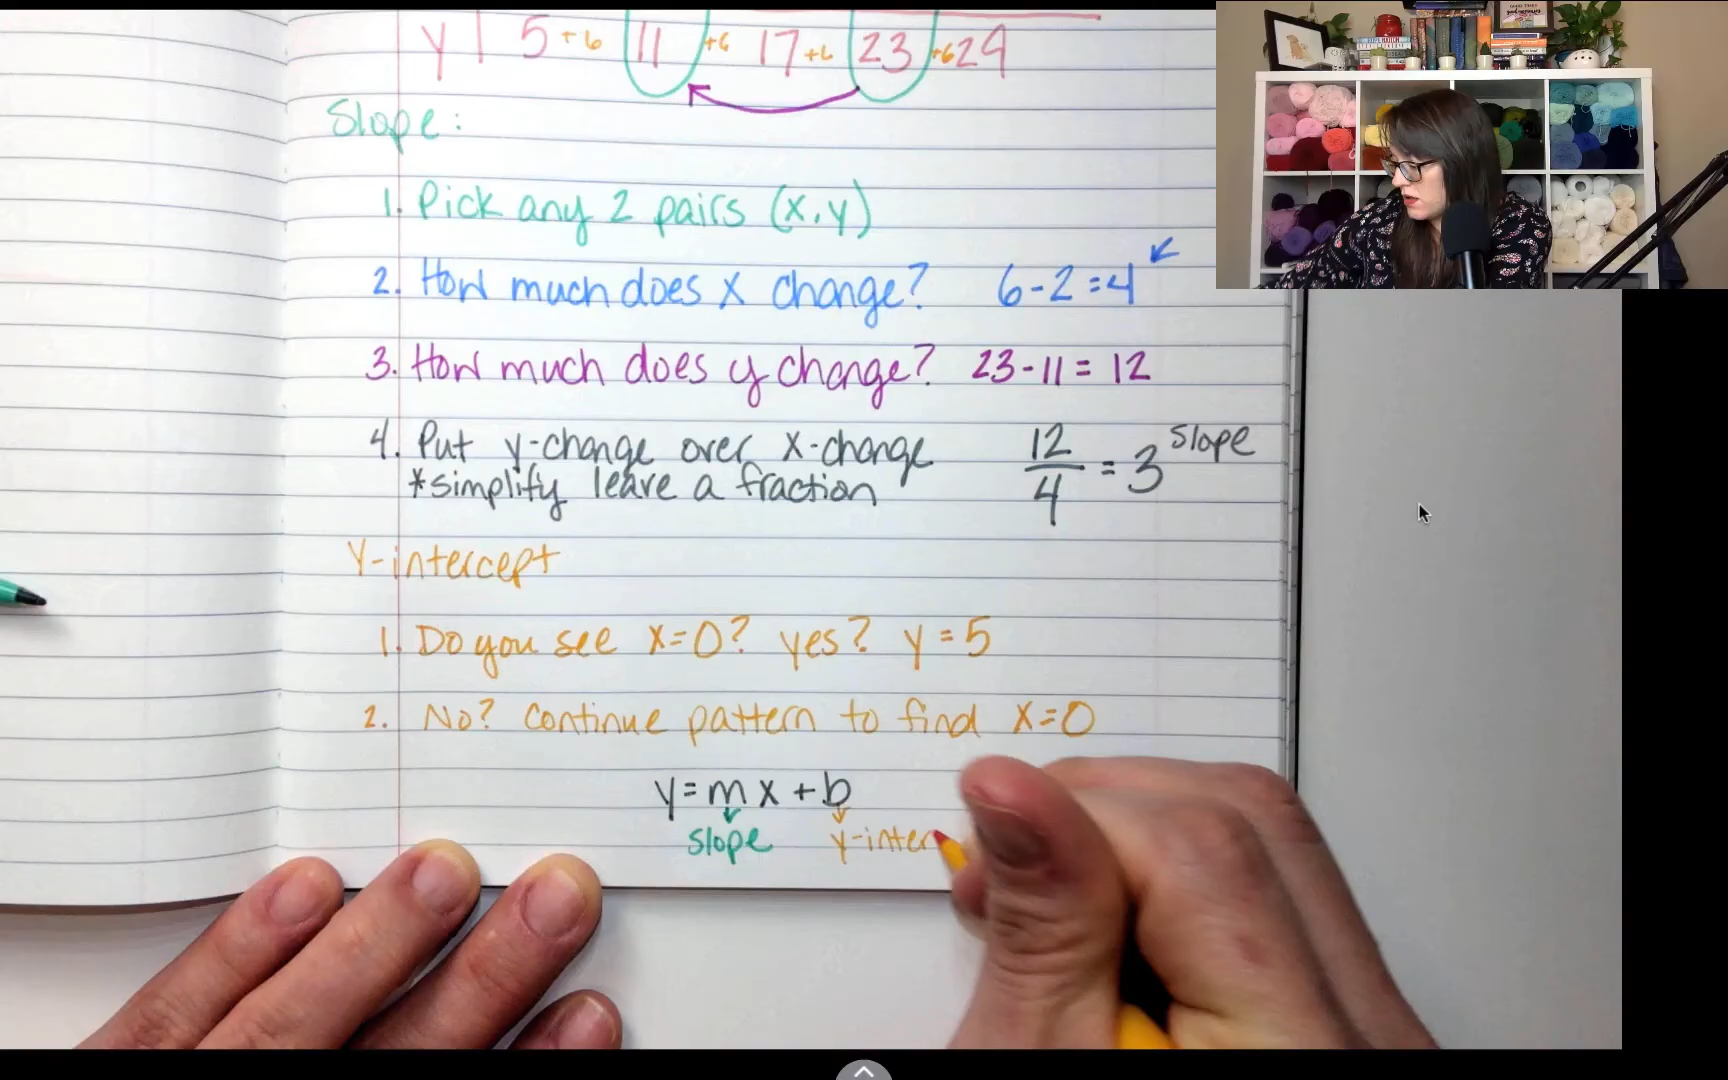 y | 5 +6 11 +6 17 +6 23 +6 29
Slope:
1. Pick any 2 pairs (x,y)
2. How much does x change? 6-2=4
3. How much does y change? 23-11=12
4. Put y-change over x-change 12/4 = 3 slope
*simplify leave a fraction
Y-intercept
1. Do you see x=0? yes? y=5
2. No? Continue pattern to find x=0
y=mx+b
slope y-inter